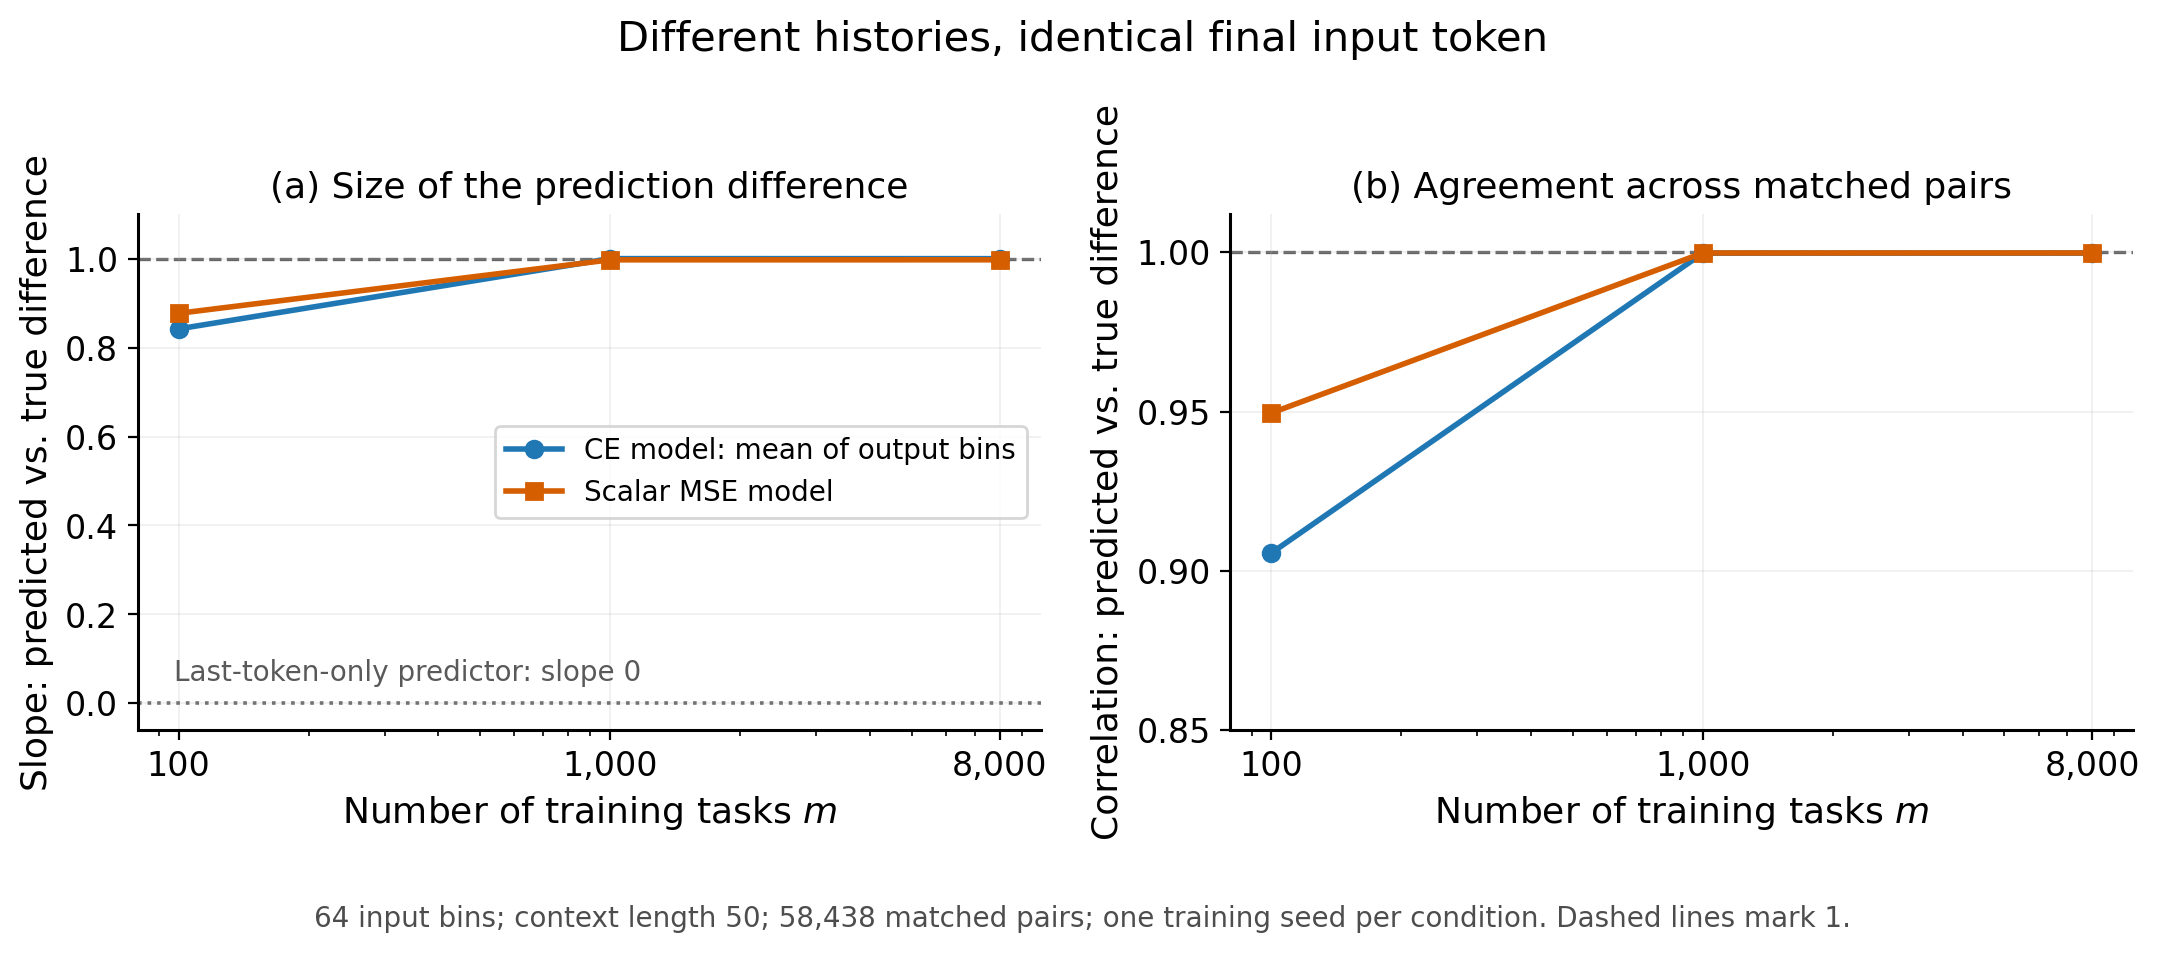 Different histories, identical final input token
(a) Size of the prediction difference
Slope: predicted vs. true difference
1.0
0.8
0.6
0.4
0.2
0.0
CE model: mean of output bins
Scalar MSE model
Last-token-only predictor: slope 0
100
1,000
8,000
Number of training tasks m
(b) Agreement across matched pairs
Correlation: predicted vs. true difference
1.00
0.95
0.90
0.85
100
1,000
8,000
Number of training tasks m
64 input bins; context length 50; 58,438 matched pairs; one training seed per condition. Dashed lines mark 1.